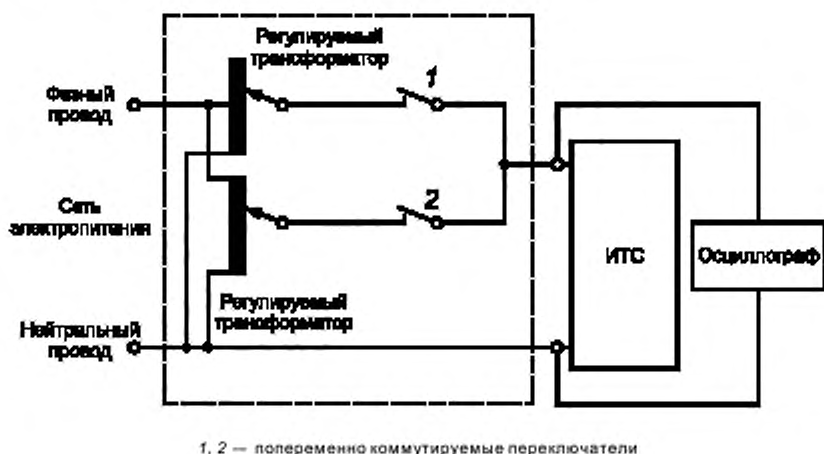 Регулируемый
трансформатор
1
Фазный
провод
2
Сеть
электропитания
ИТС
Осциллограф
Регулируемый
трансформатор
Нейтральный
провод
1, 2 — попеременно коммутируемые переключатели